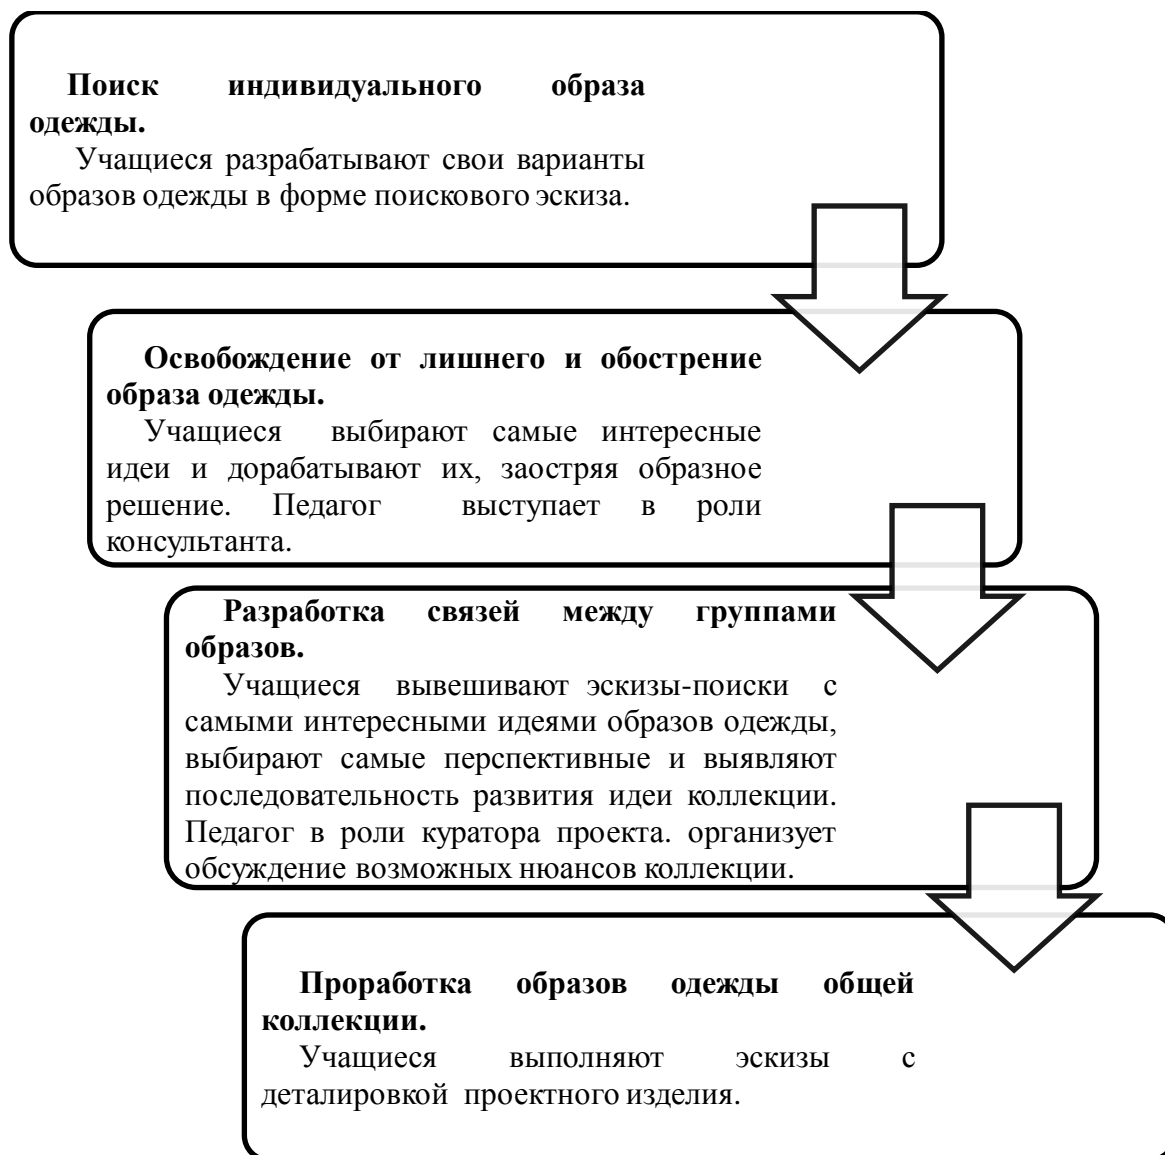 Поиск индивидуального образа
одежды.
Учащиеся разрабатывают свои варианты
образов одежды в форме поискового эскиза.
Освобождение от лишнего и обострение
образа одежды.
Учащиеся выбирают самые интересные
идеи и дорабатывают их, заостряя образное
решение. Педагог выступает в роли
консультанта.
Разработка связей между группами
образов.
Учащиеся вывешивают эскизы-поиски с
самыми интересными идеями образов одежды,
выбирают самые перспективные и выявляют
последовательность развития идеи коллекции.
Педагог в роли куратора проекта. организует
обсуждение возможных нюансов коллекции.
Проработка образов одежды общей
коллекции.
Учащиеся выполняют эскизы с
деталировкой проектного изделия.